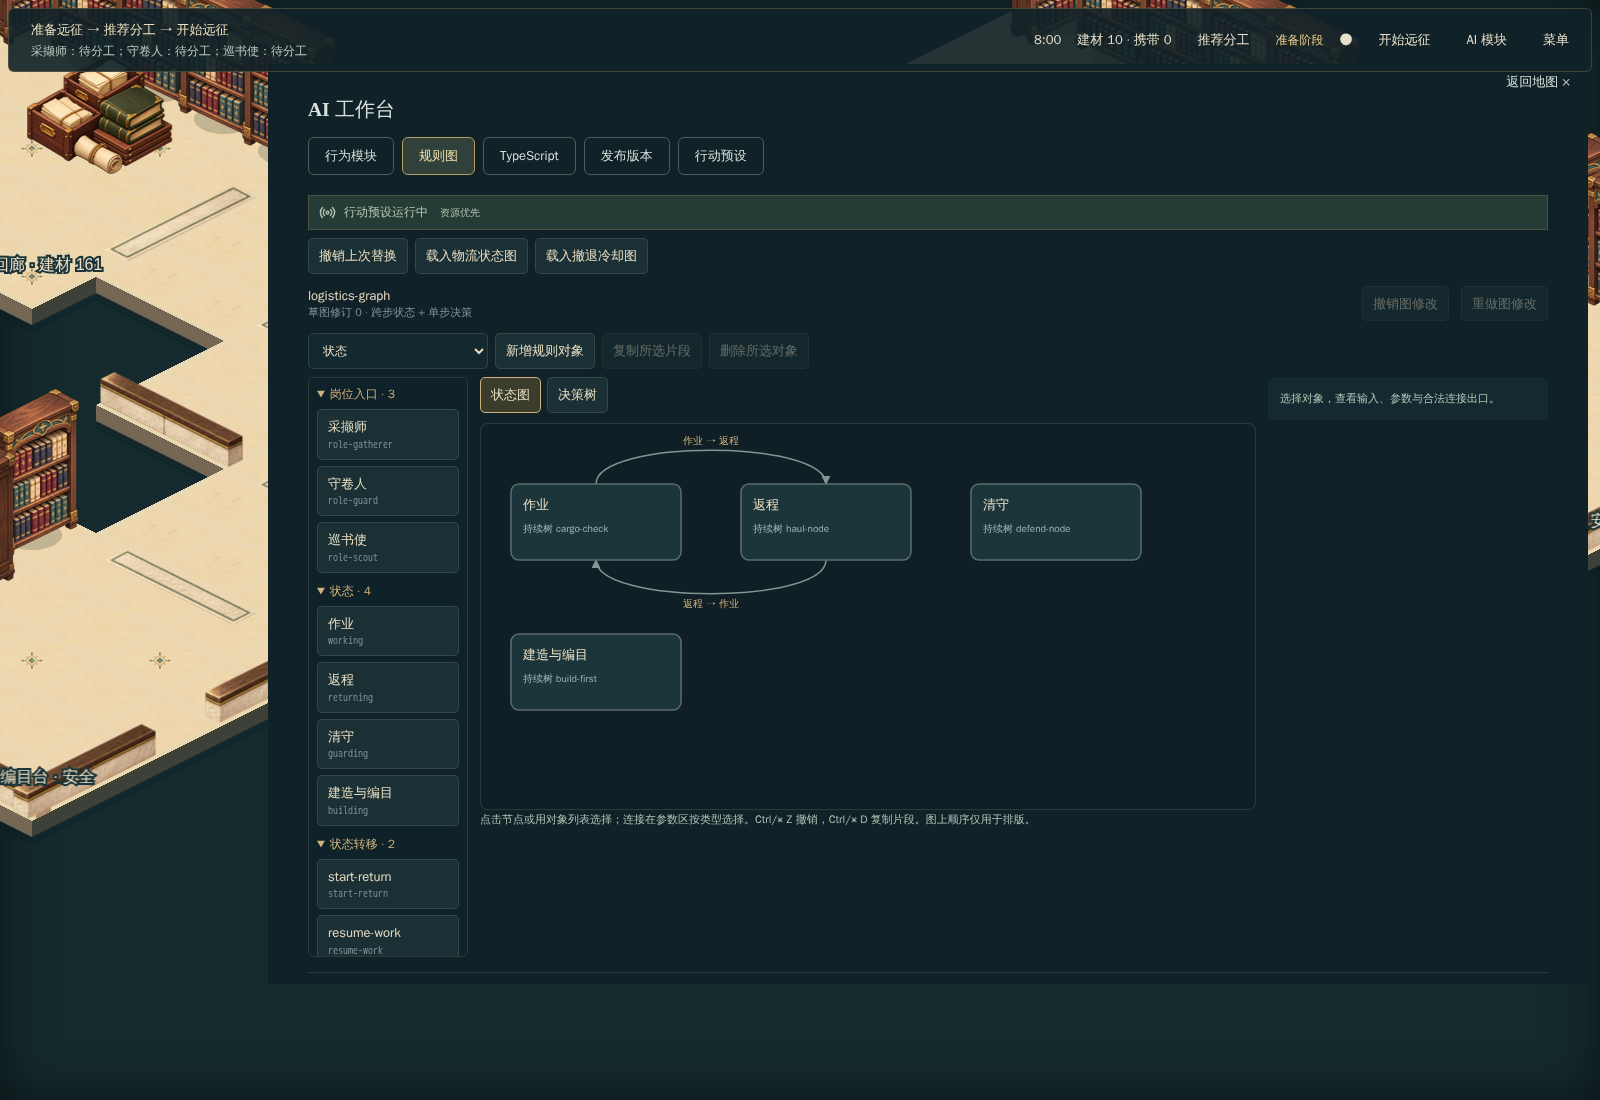 准备远征 → 推荐分工 → 开始远征
采撷师：待分工；守卷人：待分工；巡书使：待分工
8:00 建材 10 · 携带 0 推荐分工 准备阶段 开始远征 AI 模块 菜单
返回地图 ×
AI 工作台
行为模块 规则图 TypeScript 发布版本 行动预设
行动预设运行中 资源优先
撤销上次替换 载入物流状态图 载入撤退冷却图
回廊 · 建材 161
logistics-graph
草图修订 0 · 跨步状态 + 单步决策
撤销图修改 重做图修改
状态 新增规则对象 复制所选片段 删除所选对象
岗位入口 · 3
采撷师
role-gatherer
守卷人
role-guard
巡书使
role-scout
状态 · 4
作业
working
返程
returning
清守
guarding
建造与编目
building
状态转移 · 2
start-return
start-return
resume-work
resume-work
状态图 决策树
作业 → 返程
作业
持续树 cargo-check
返程
持续树 haul-node
清守
持续树 defend-node
返程 → 作业
建造与编目
持续树 build-first
点击节点或用对象列表选择；连接在参数区按类型选择。Ctrl/⌘ Z 撤销，Ctrl/⌘ D 复制片段。图上顺序仅用于排版。
选择对象，查看输入、参数与合法连接出口。
编目台 · 安全
安